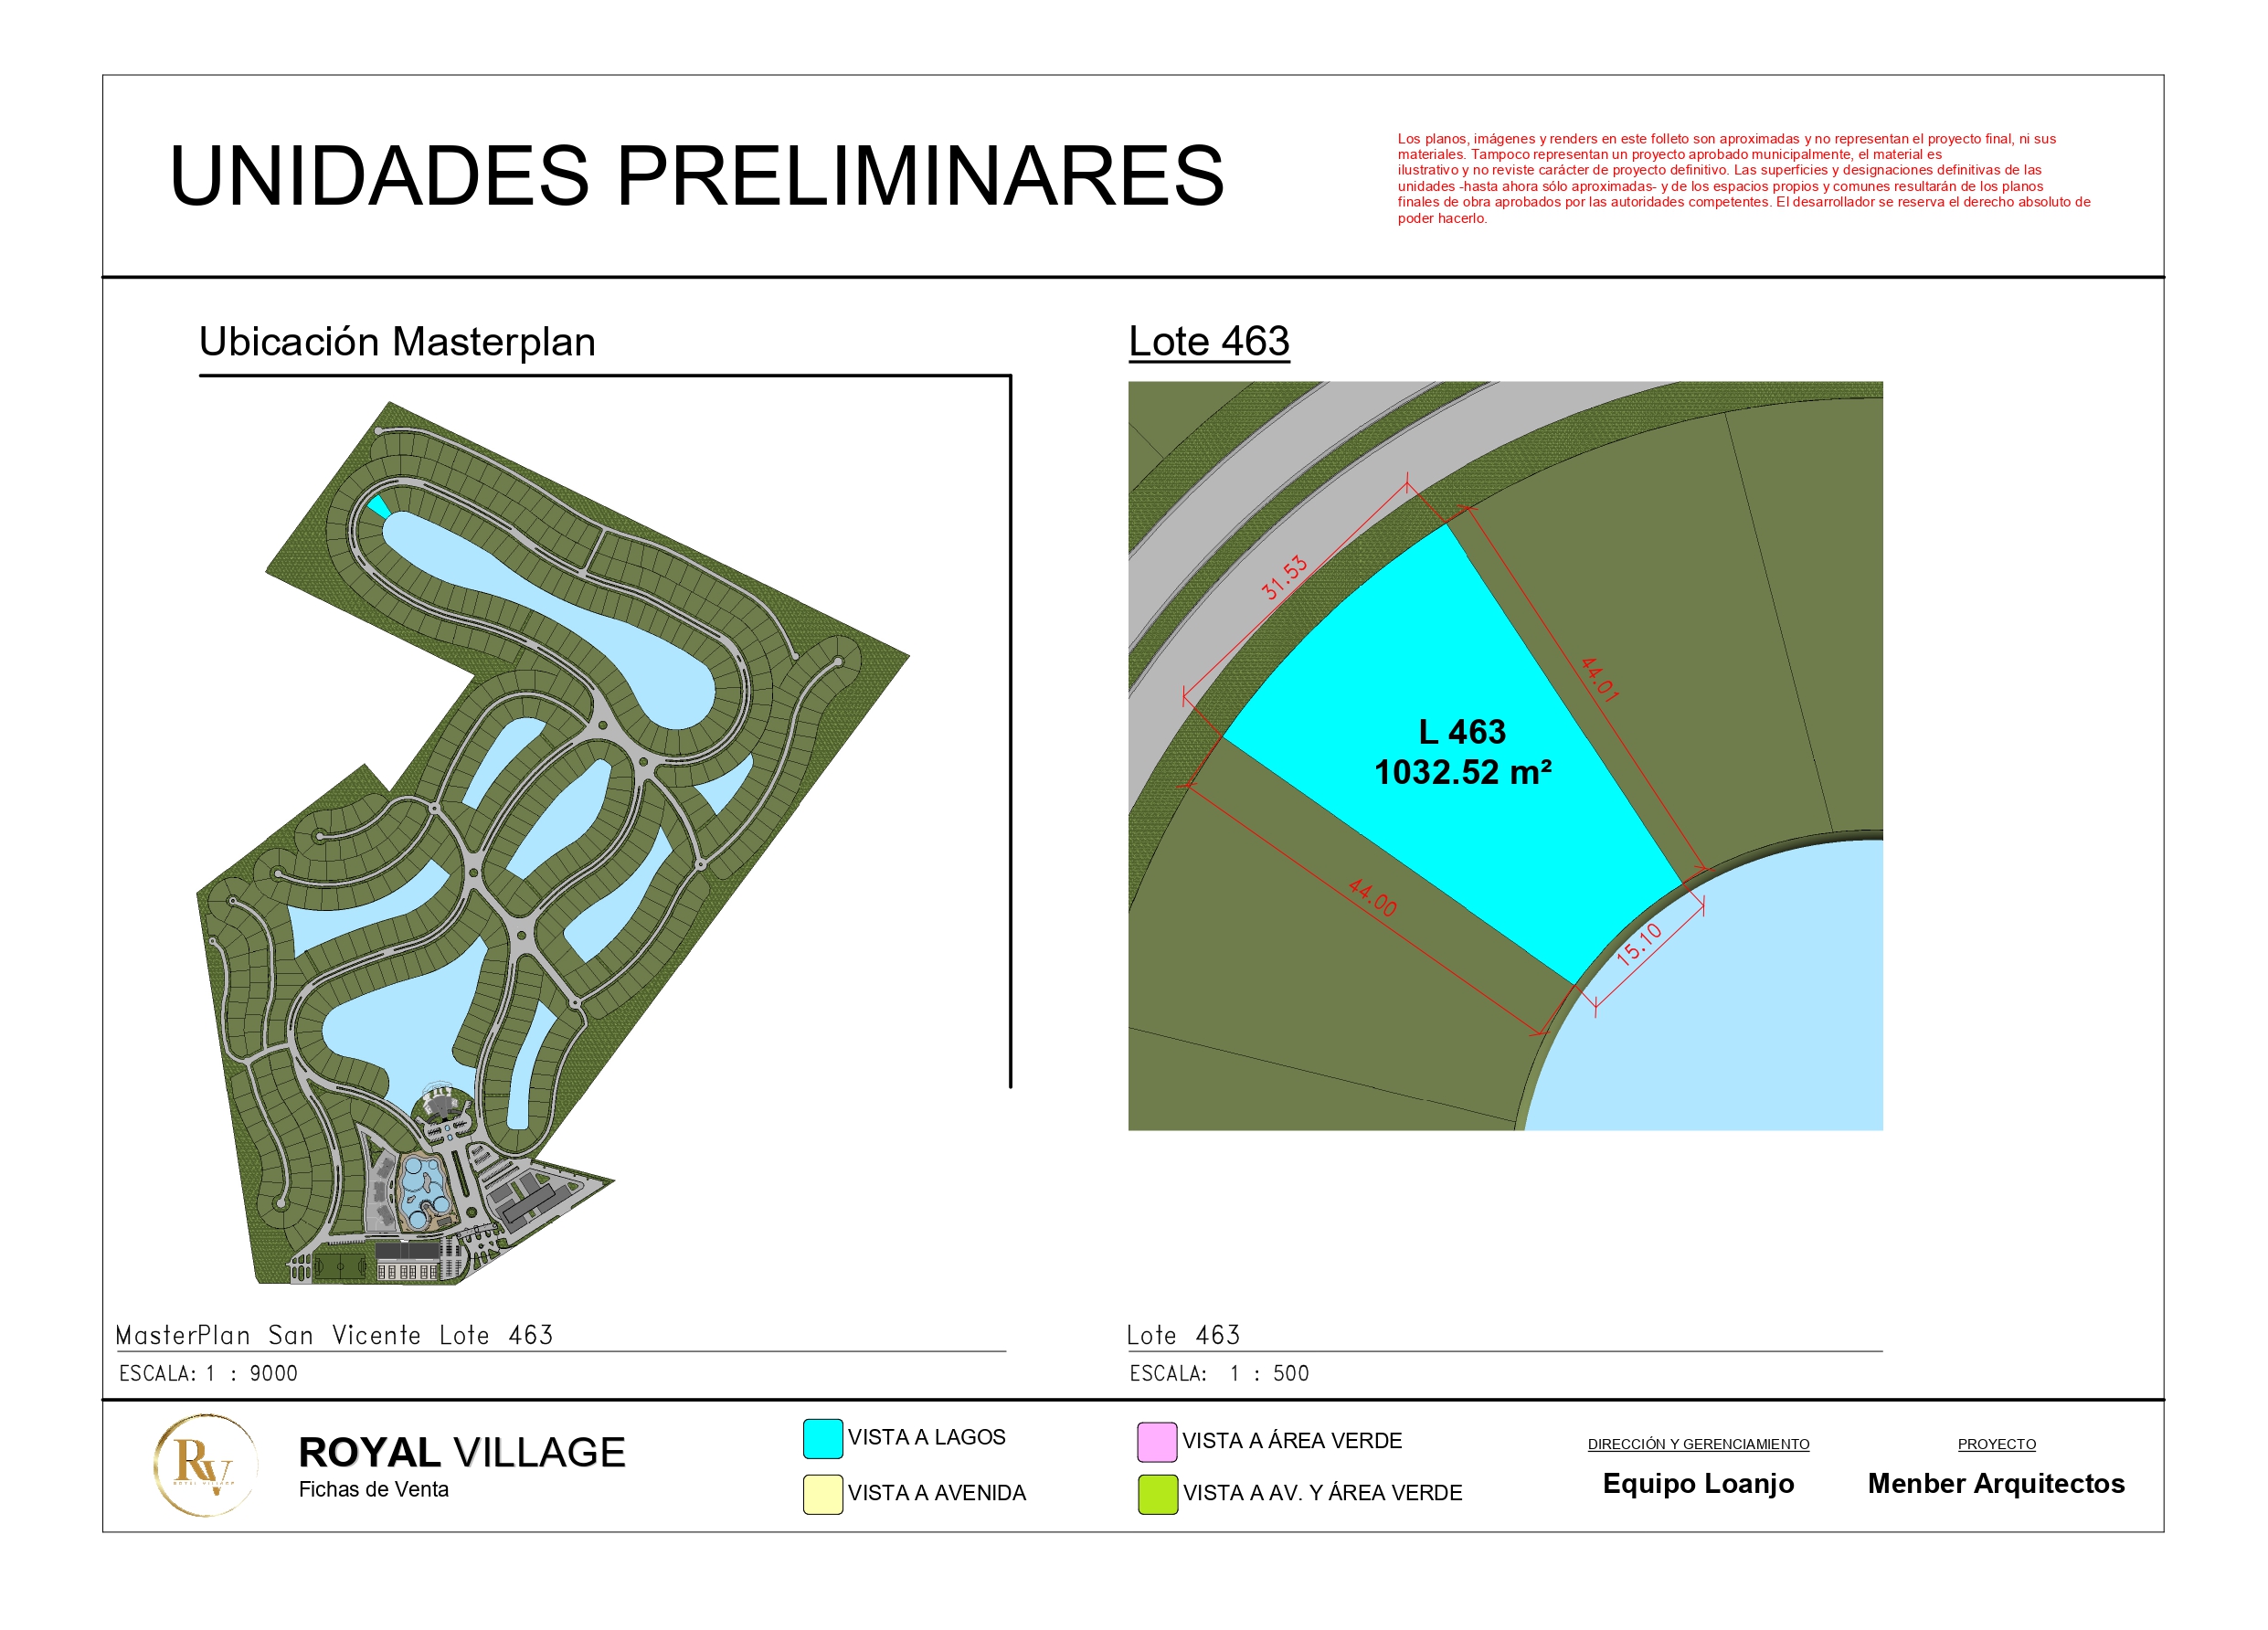 UNIDADES PRELIMINARES
Los planos, imágenes y renders en este folleto son aproximadas y no representan el proyecto final, ni sus
materiales. Tampoco representan un proyecto aprobado municipalmente, el material es
ilustrativo y no reviste carácter de proyecto definitivo. Las superficies y designaciones definitivas de las
unidades -hasta ahora sólo aproximadas- y de los espacios propios y comunes resultarán de los planos
finales de obra aprobados por las autoridades competentes. El desarrollador se reserva el derecho absoluto de
poder hacerlo.
Ubicación Masterplan
Lote 463
31.53
44.01
L 463
1032.52 m²
44.00
15.10
MasterPlan San Vicente Lote 463
ESCALA: 1 : 9000
Lote 463
ESCALA: 1 : 500
RV
ROYAL VILLAGE
ROYAL VILLAGE
Fichas de Venta
VISTA A LAGOS
VISTA A AVENIDA
VISTA A ÁREA VERDE
VISTA A AV. Y ÁREA VERDE
DIRECCIÓN Y GERENCIAMIENTO
Equipo Loanjo
PROYECTO
Menber Arquitectos